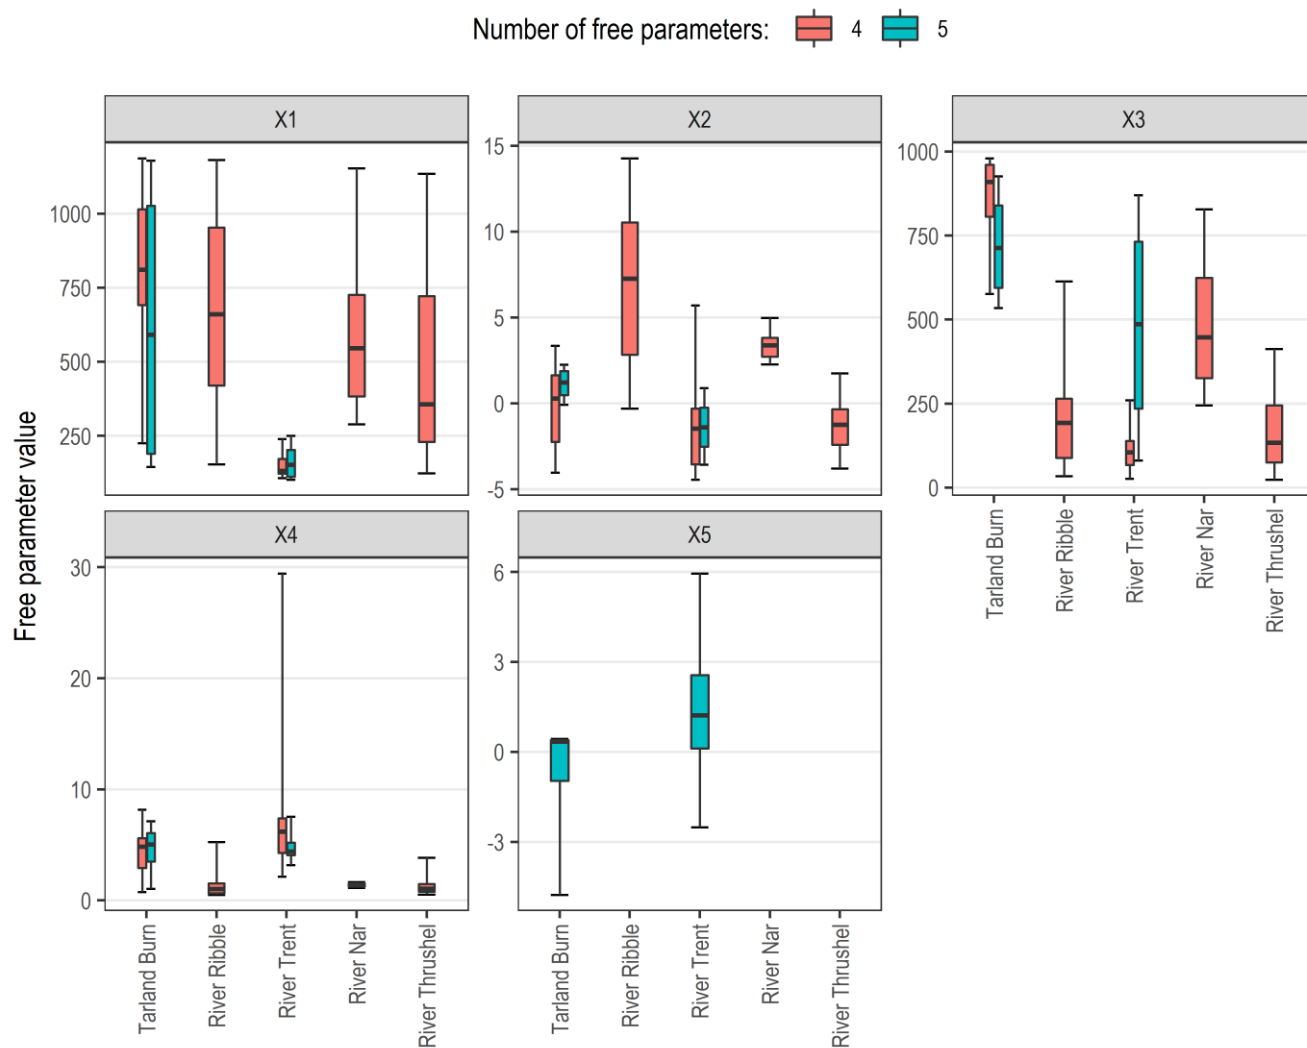 Number of free parameters: 4 5
X1
X2
X3
1000
750
500
250
15
10
5
0
-5
1000
750
500
250
0
Tarland Burn
River Ribble
River Trent
River Nar
River Thrushel
Free parameter value
X4
X5
30
20
10
0
6
3
0
-3
Tarland Burn
River Ribble
River Trent
River Nar
River Thrushel
Tarland Burn
River Ribble
River Trent
River Nar
River Thrushel